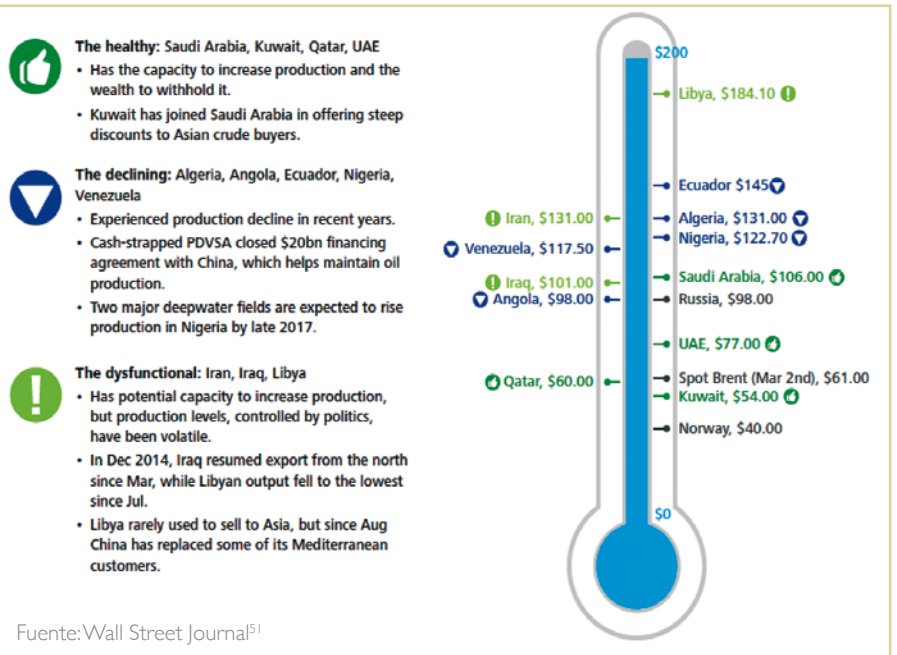 The healthy: Saudi Arabia, Kuwait, Qatar, UAE
• Has the capacity to increase production and the
wealth to withhold it.
• Kuwait has joined Saudi Arabia in offering steep
discounts to Asian crude buyers.
The declining: Algeria, Angola, Ecuador, Nigeria,
Venezuela
• Experienced production decline in recent years.
• Cash-strapped PDVSA closed $20bn financing
agreement with China, which helps maintain oil
production.
• Two major deepwater fields are expected to rise
production in Nigeria by late 2017.
The dysfunctional: Iran, Iraq, Libya
• Has potential capacity to increase production,
but production levels, controlled by politics,
have been volatile.
• In Dec 2014, Iraq resumed export from the north
since Mar, while Libyan output fell to the lowest
since Jul.
• Libya rarely used to sell to Asia, but since Aug
China has replaced some of its Mediterranean
customers.
$200
Libya, $184.10
Ecuador $145
Iran, $131.00
Algeria, $131.00
Nigeria, $122.70
Venezuela, $117.50
Saudi Arabia, $106.00
Iraq, $101.00
Angola, $98.00
Russia, $98.00
UAE, $77.00
Qatar, $60.00
Spot Brent (Mar 2nd), $61.00
Kuwait, $54.00
Norway, $40.00
$0
Fuente: Wall Street Journal51